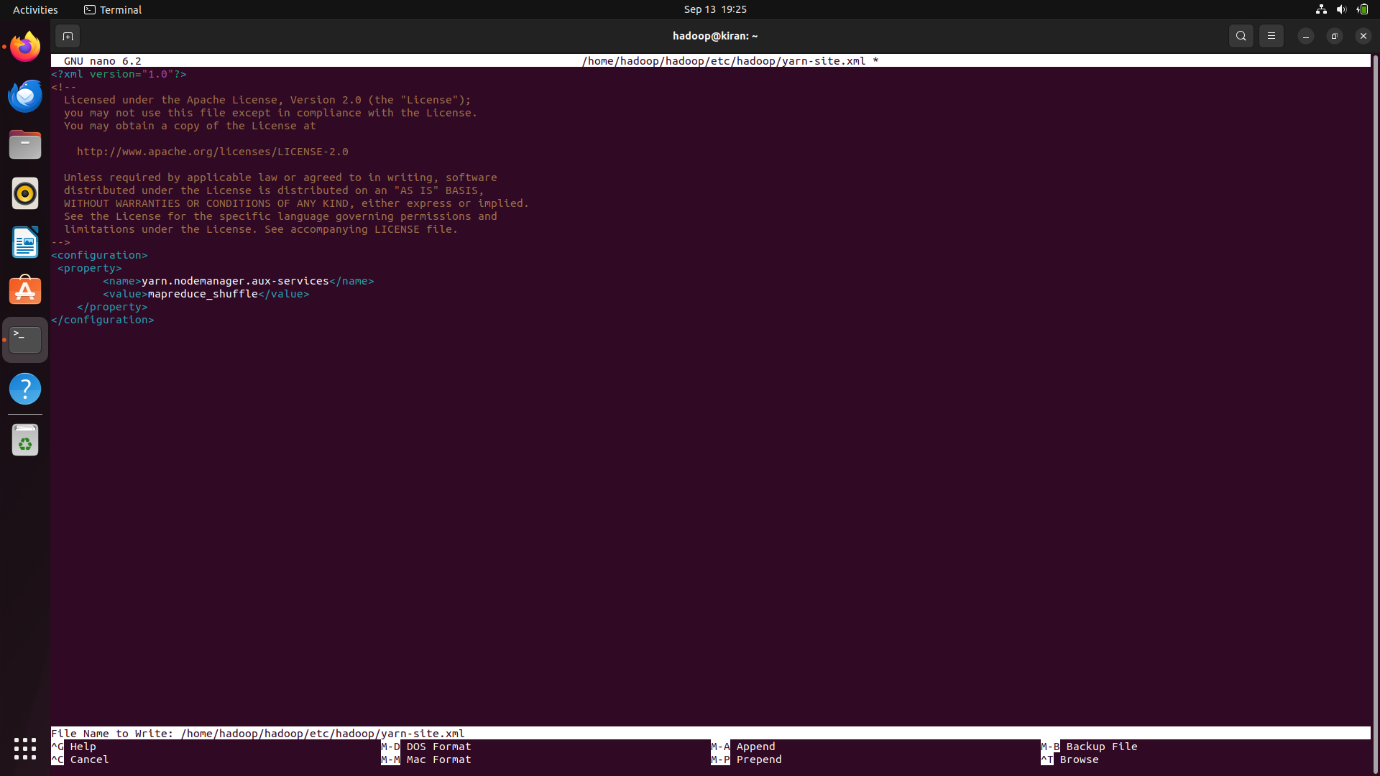 Activities Terminal Sep 13 19:25
hadoop@kiran: ~
GNU nano 6.2 /home/hadoop/hadoop/etc/hadoop/yarn-site.xml *
<?xml version="1.0"?>
<!--
Licensed under the Apache License, Version 2.0 (the "License");
you may not use this file except in compliance with the License.
You may obtain a copy of the License at
http://www.apache.org/licenses/LICENSE-2.0
Unless required by applicable law or agreed to in writing, software
distributed under the License is distributed on an "AS IS" BASIS,
WITHOUT WARRANTIES OR CONDITIONS OF ANY KIND, either express or implied.
See the License for the specific language governing permissions and
limitations under the License. See accompanying LICENSE file.
-->
<configuration>
<property>
<name>yarn.nodemanager.aux-services</name>
<value>mapreduce_shuffle</value>
</property>
</configuration>
File Name to Write: /home/hadoop/hadoop/etc/hadoop/yarn-site.xml
^G Help M-D DOS Format M-A Append M-B Backup File
^C Cancel M-M Mac Format M-P Prepend ^T Browse